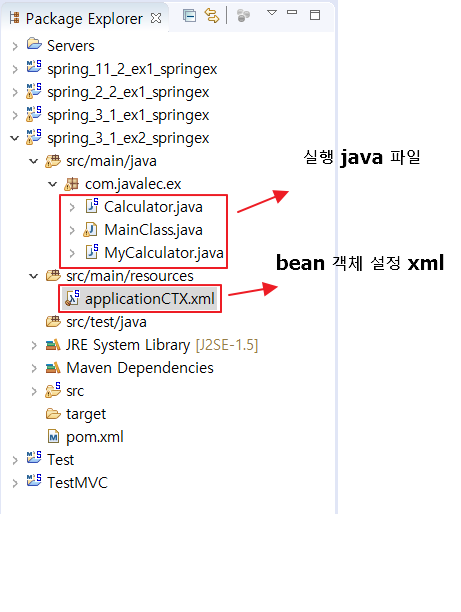 Package Explorer
Servers
spring_11_2_ex1_springex
spring_2_2_ex1_springex
spring_3_1_ex1_springex
spring_3_1_ex2_springex
src/main/java
com.javalec.ex
Calculator.java
MainClass.java
MyCalculator.java
src/main/resources
applicationCTX.xml
src/test/java
JRE System Library [J2SE-1.5]
Maven Dependencies
src
target
pom.xml
Test
TestMVC
실행 java 파일
bean 객체 설정 xml